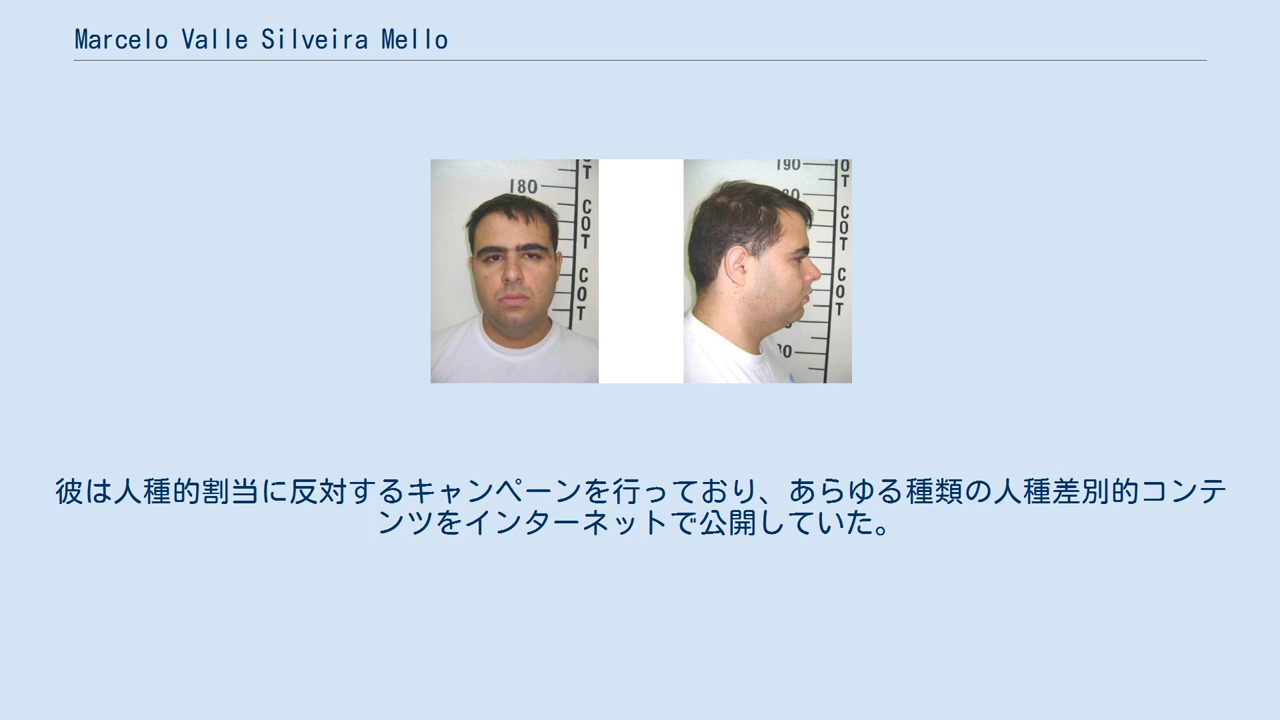 Marcelo Valle Silveira Mello
190
180
80
COT
COT
COT
COT
彼は人種的割当に反対するキャンペーンを行っており、あらゆる種類の人種差別的コンテ
ンツをインターネットで公開していた。